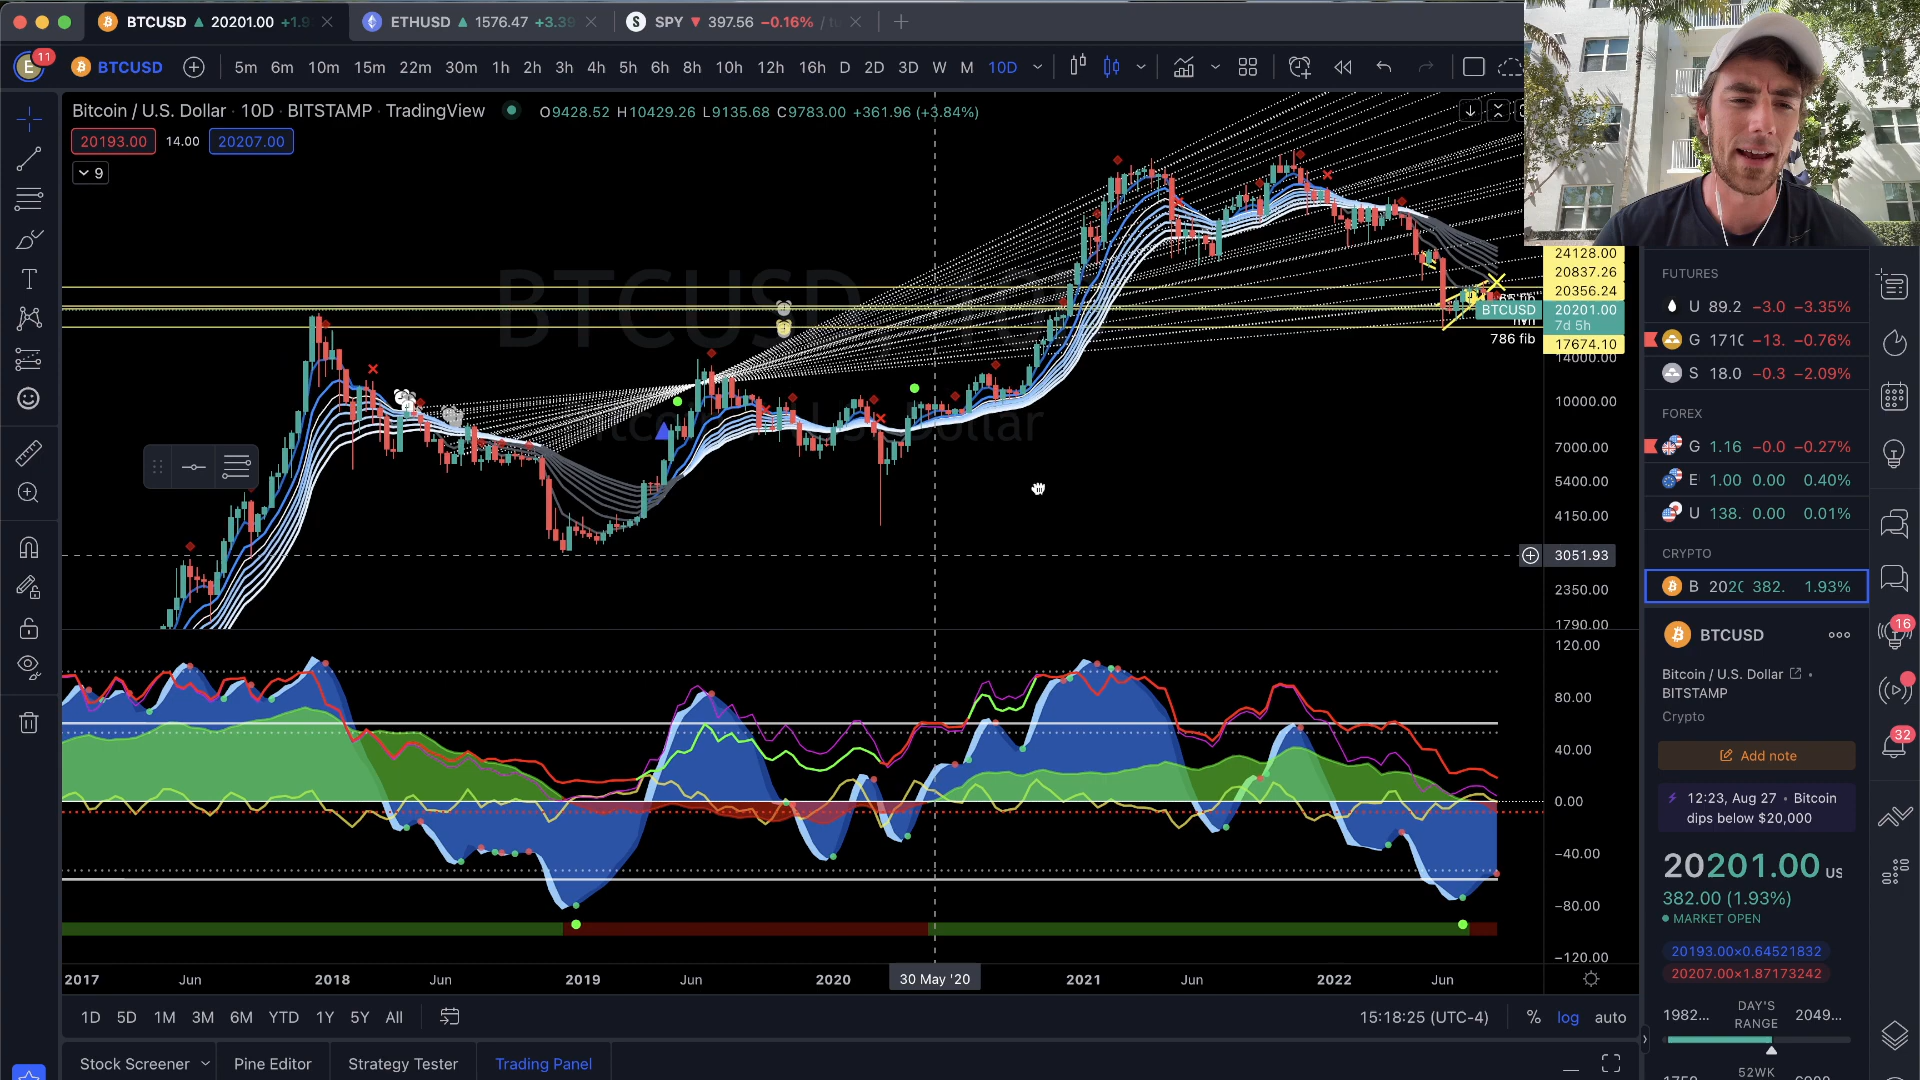 BTCUSD ▲ 20201.00 +1.9
ETHUSD ▲ 1576.47 +3.39
SPY ▼ 397.56 −0.16%
11
BTCUSD
5m 6m 10m 15m 22m 30m 1h 2h 3h 4h 5h 6h 8h 10h 12h 16h D 2D 3D W M 10D
Bitcoin / U.S. Dollar · 10D · BITSTAMP · TradingView
O9428.52 H10429.26 L9135.68 C9783.00 +361.96 (+3.84%)
20193.00 14.00 20207.00
9
24128.00
20837.26
20356.24
BTCUSD 20201.00
7d 5h
786 fib
17674.10
14000.00
10000.00
7000.00
5400.00
4150.00
3051.93
2350.00
1790.00
120.00
80.00
40.00
0.00
−40.00
−80.00
−120.00
2017 Jun 2018 Jun 2019 Jun 2020 30 May '20 2021 Jun 2022 Jun
1D 5D 1M 3M 6M YTD 1Y 5Y All
15:18:25 (UTC-4) % log auto
Stock Screener Pine Editor Strategy Tester Trading Panel
FUTURES
U 89.2 −3.0 −3.35%
G 1710 −13. −0.76%
S 18.0 −0.3 −2.09%
FOREX
G 1.16 −0.0 −0.27%
E 1.00 0.00 0.40%
U 138. 0.00 0.01%
CRYPTO
B 2020 382. 1.93%
BTCUSD
Bitcoin / U.S. Dollar
BITSTAMP
Crypto
Add note
12:23, Aug 27 • Bitcoin
dips below $20,000
20201.00 US
382.00 (1.93%)
MARKET OPEN
20193.00×0.64521832
20207.00×1.87173242
1982... DAY'S RANGE 2049...
52WK
16
32